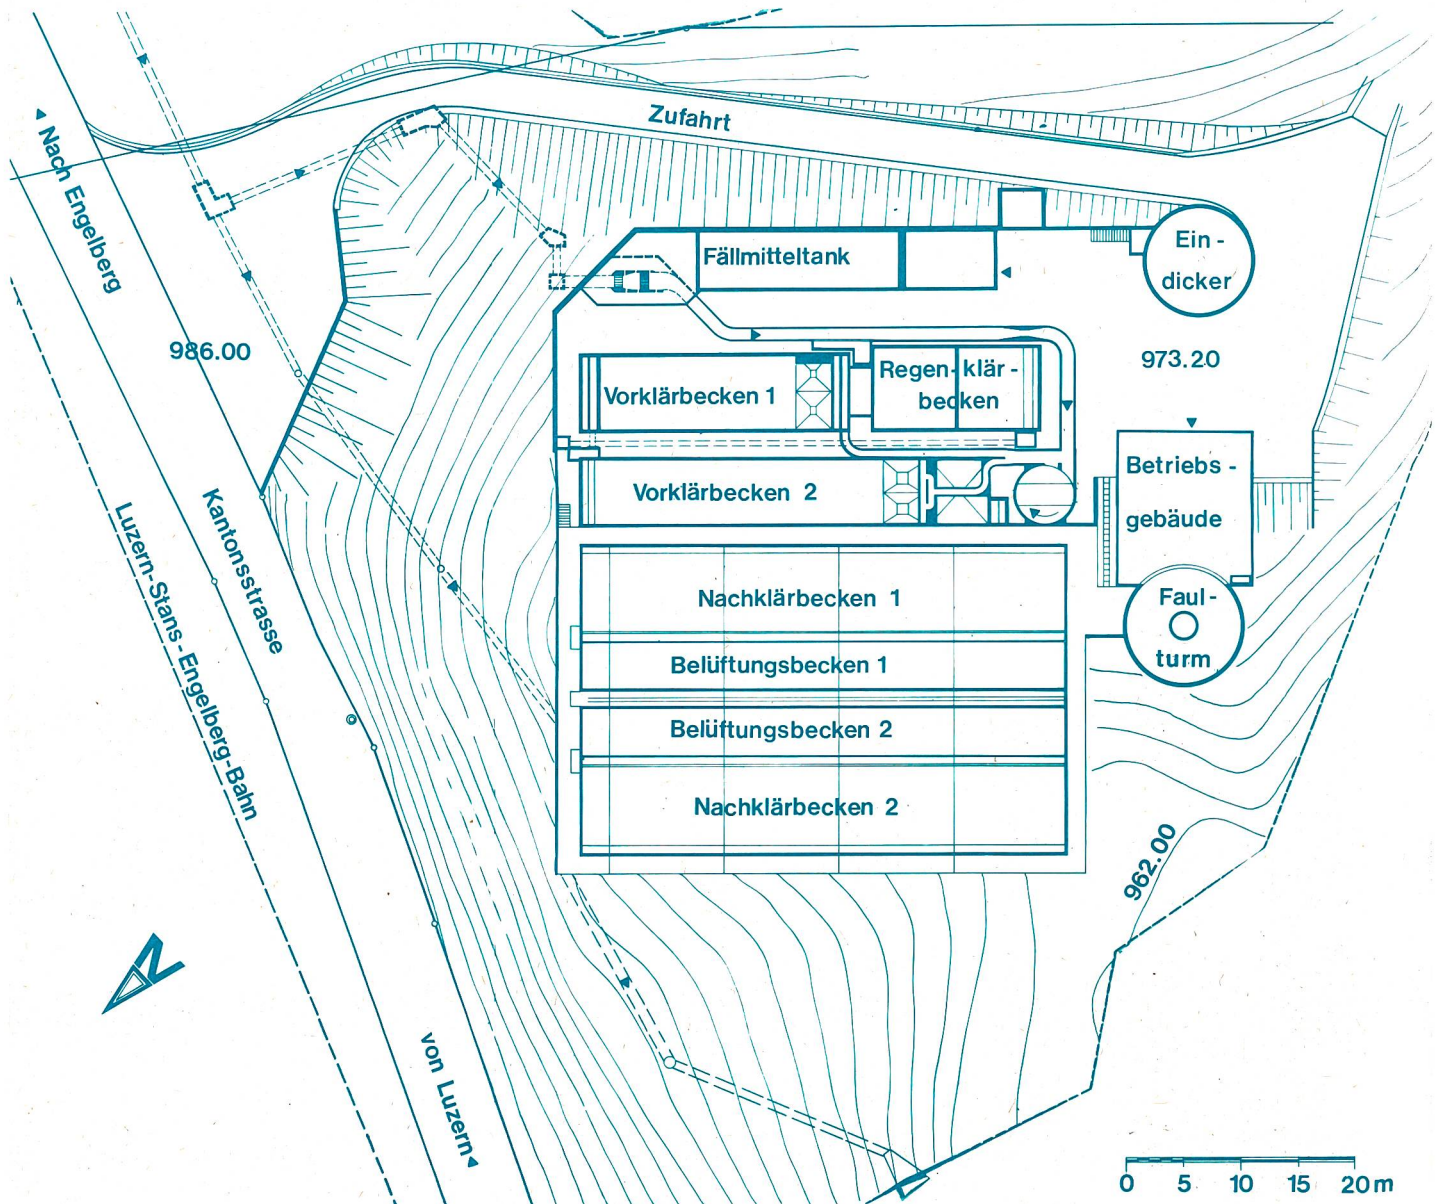 Zufahrt
◄ Nach Engelberg
Fällmitteltank
Ein -
dicker
986.00
973.20
Vorklärbecken 1
Regen-klär -
becken
Betriebs -
gebäude
Vorklärbecken 2
Kantonsstrasse
Luzern-Stans-Engelberg-Bahn
Nachklärbecken 1
Faul-
turm
Belüftungsbecken 1
Belüftungsbecken 2
Nachklärbecken 2
962.00
N
von Luzern ◄
0 5 10 15 20 m